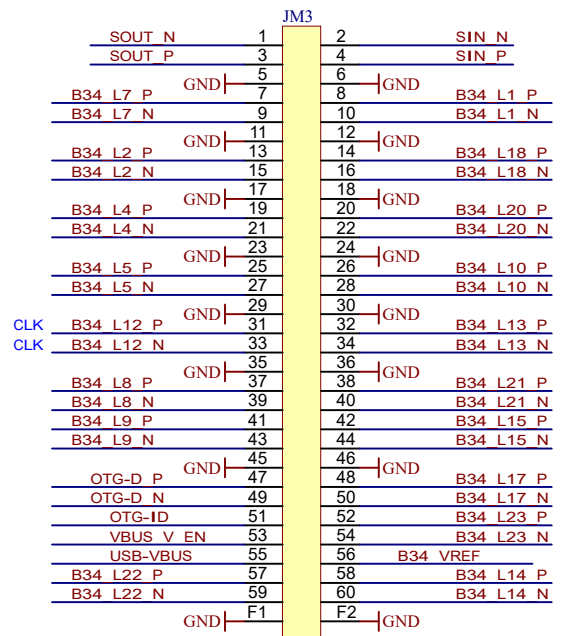 JM3
SOUT_N 1 2 SIN_N
SOUT_P 3 4 SIN_P
GND 5 6 GND
B34_L7_P 7 8 B34_L1_P
B34_L7_N 9 10 B34_L1_N
GND 11 12 GND
B34_L2_P 13 14 B34_L18_P
B34_L2_N 15 16 B34_L18_N
GND 17 18 GND
B34_L4_P 19 20 B34_L20_P
B34_L4_N 21 22 B34_L20_N
GND 23 24 GND
B34_L5_P 25 26 B34_L10_P
B34_L5_N 27 28 B34_L10_N
GND 29 30 GND
CLK B34_L12_P 31 32 B34_L13_P
CLK B34_L12_N 33 34 B34_L13_N
GND 35 36 GND
B34_L8_P 37 38 B34_L21_P
B34_L8_N 39 40 B34_L21_N
B34_L9_P 41 42 B34_L15_P
B34_L9_N 43 44 B34_L15_N
GND 45 46 GND
OTG-D_P 47 48 B34_L17_P
OTG-D_N 49 50 B34_L17_N
OTG-ID 51 52 B34_L23_P
VBUS_V_EN 53 54 B34_L23_N
USB-VBUS 55 56 B34_VREF
B34_L22_P 57 58 B34_L14_P
B34_L22_N 59 60 B34_L14_N
GND F1 F2 GND